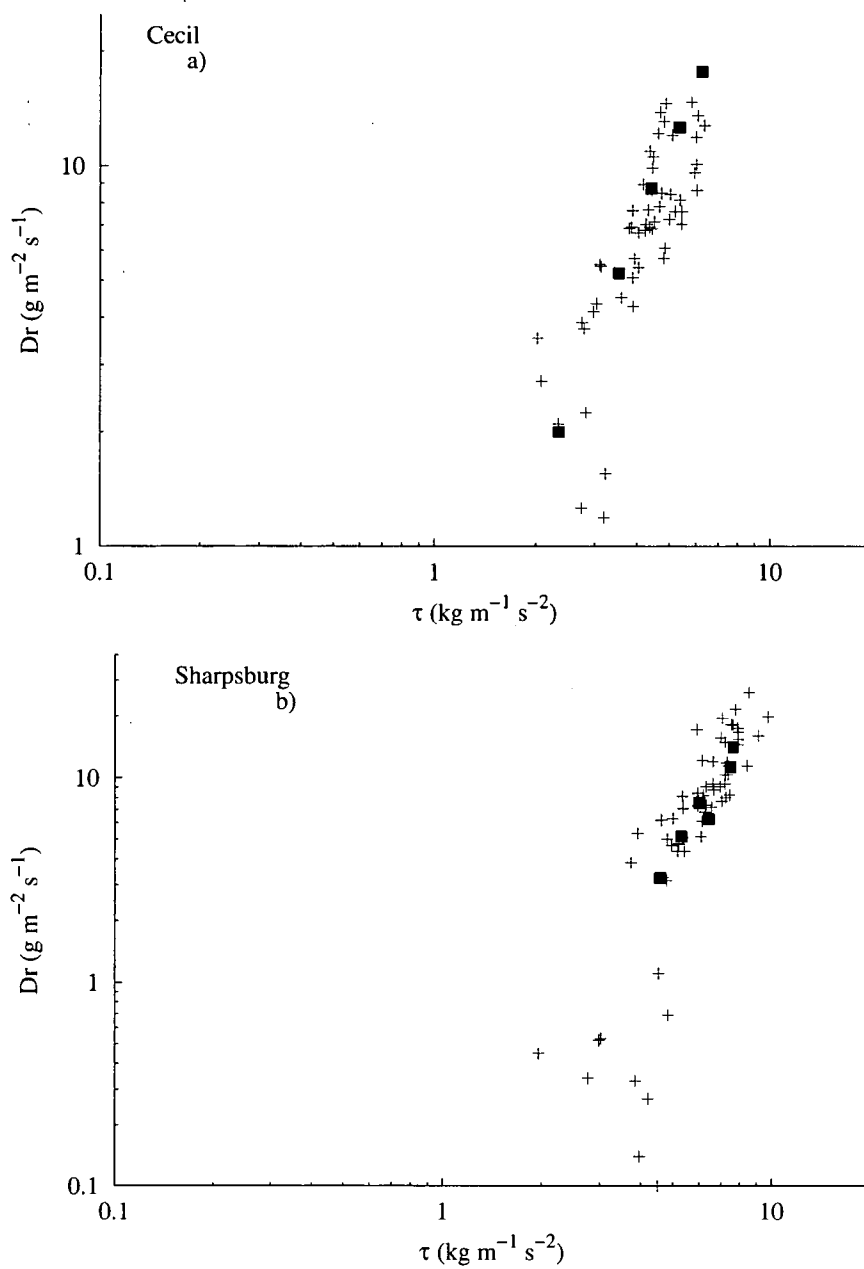 Cecil
a)
10
1
Dr (g m⁻² s⁻¹)
0.1
1
10
τ (kg m⁻¹ s⁻²)
Sharpsburg
b)
10
1
0.1
Dr (g m⁻² s⁻¹)
0.1
1
10
τ (kg m⁻¹ s⁻²)